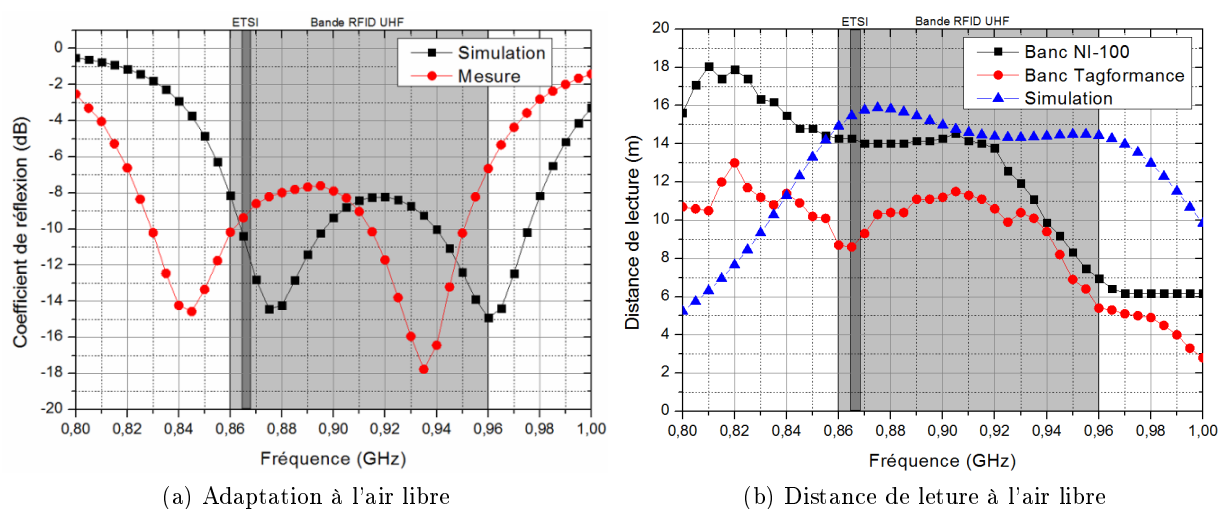 ETSI
Bande RFID UHF
Simulation
Mesure
0
-2
-4
-6
-8
-10
-12
-14
-16
-18
-20
Coefficient de réflexion (dB)
0,80
0,82
0,84
0,86
0,88
0,90
0,92
0,94
0,96
0,98
1,00
Fréquence (GHz)
(a) Adaptation à l'air libre
ETSI
Bande RFID UHF
Banc NI-100
Banc Tagformance
Simulation
20
18
16
14
12
10
8
6
4
2
0
Distance de lecture (m)
0,80
0,82
0,84
0,86
0,88
0,90
0,92
0,94
0,96
0,98
1,00
Fréquence (GHz)
(b) Distance de leture à l'air libre